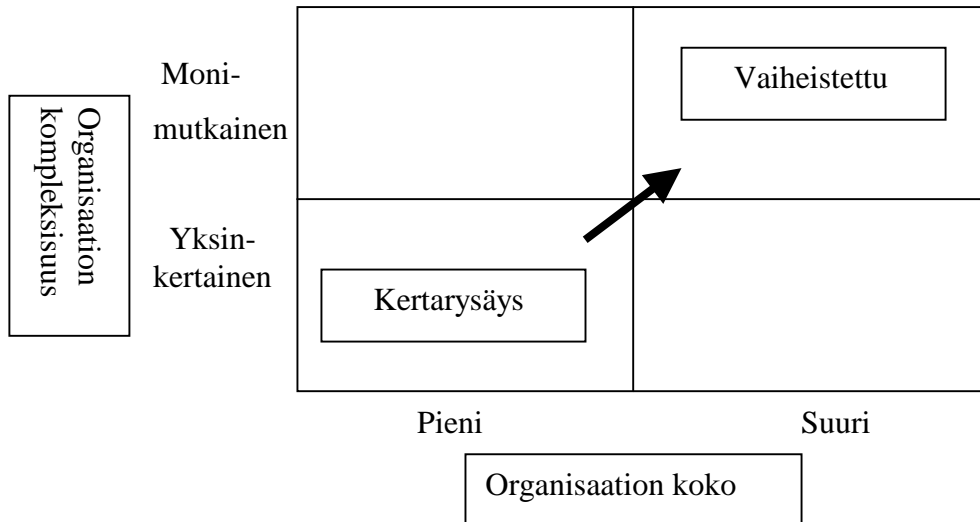 Organisaation
kompleksisuus
Moni-
mutkainen
Vaiheistettu
Yksin-
kertainen
Kertarysäys
Pieni
Suuri
Organisaation koko